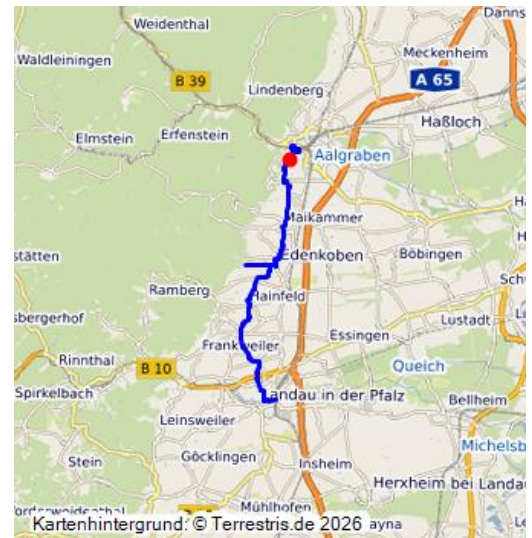 Danns
Weidenthal
Meckenheim
Waldleiningen
A 65
B 39
Lindenberg
Haßloch
Elmstein
Erfenstein
Aalgraben
Maikammer
Edenkoben
Böbingen
stätten
Ramberg
Hainfeld
Lustadt
sbergerhof
Essingen
Frankweiler
Rinnthal
B 10
Queich
Spirkelbach
Landau in der Pfalz
Bellheim
Leinsweiler
Michelsb
Göcklingen
Insheim
Stein
Herxheim bei Landau
Mühlhofen
Kartenhintergrund: © Terrestris.de 2026
ayna